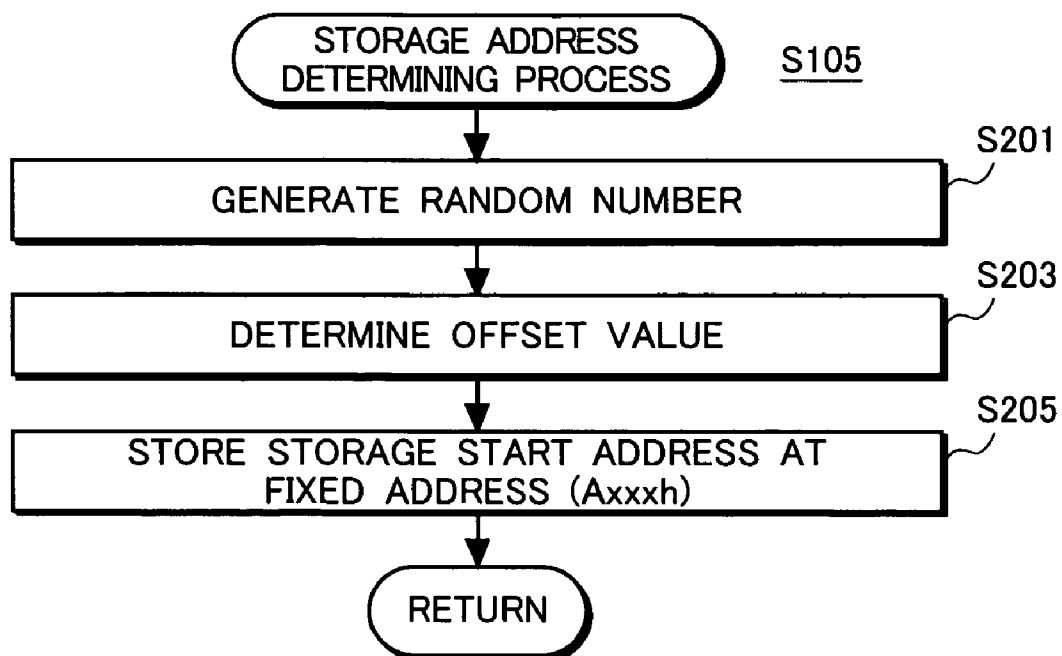 STORAGE ADDRESS
DETERMINING PROCESS
S105
S201
GENERATE RANDOM NUMBER
S203
DETERMINE OFFSET VALUE
S205
STORE STORAGE START ADDRESS AT
FIXED ADDRESS (Axxxh)
RETURN